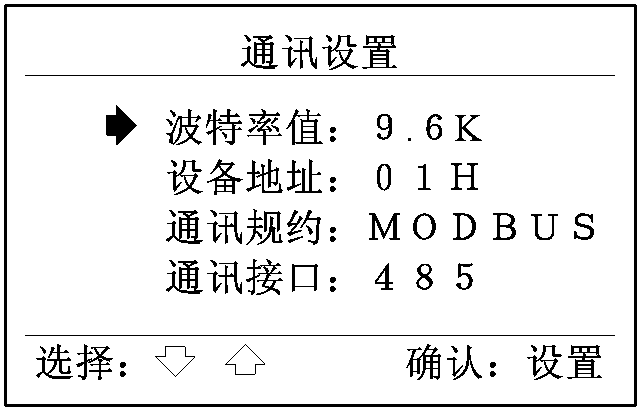 通讯设置
波特率值：9.6K
设备地址：01H
通讯规约：MODBUS
通讯接口：485
选择： 确认：设置